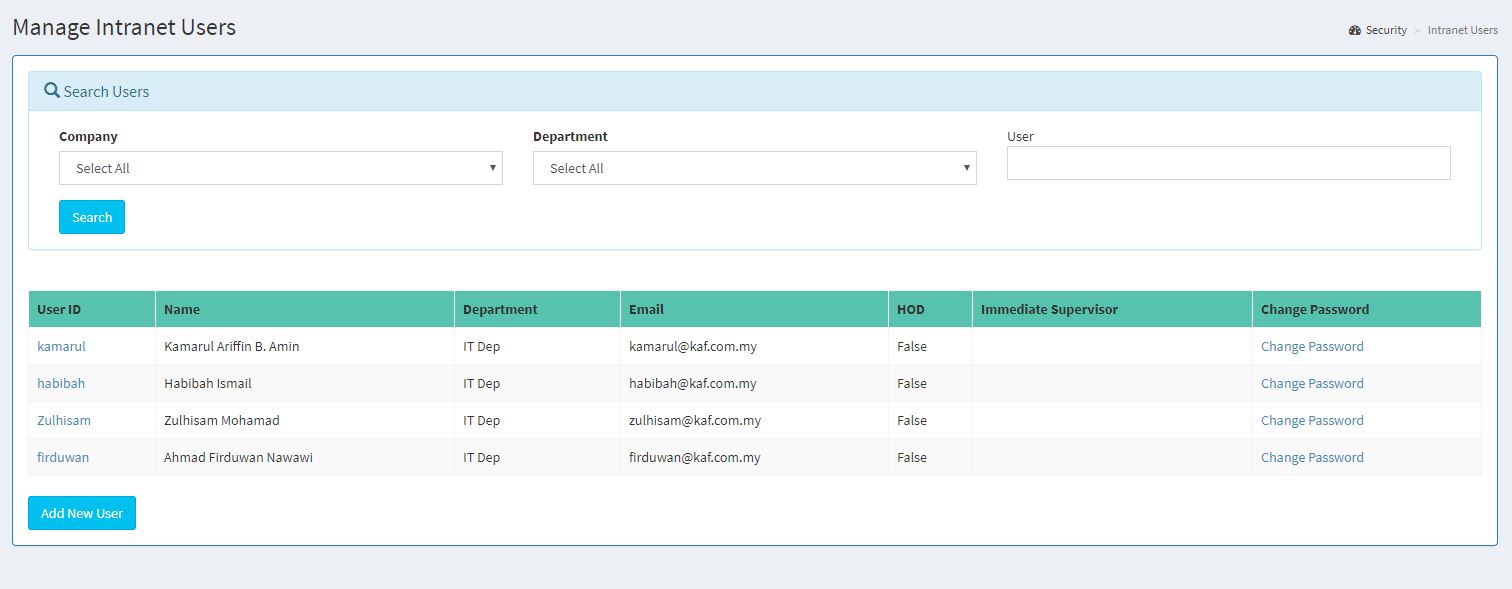 Manage Intranet Users
Security > Intranet Users
Search Users
Company Department User
Select All Select All
Search
User ID Name Department Email HOD Immediate Supervisor Change Password
kamarul Kamarul Ariffin B. Amin IT Dep kamarul@kaf.com.my False Change Password
habibah Habibah Ismail IT Dep habibah@kaf.com.my False Change Password
Zulhisam Zulhisam Mohamad IT Dep zulhisam@kaf.com.my False Change Password
firduwan Ahmad Firduwan Nawawi IT Dep firduwan@kaf.com.my False Change Password
Add New User